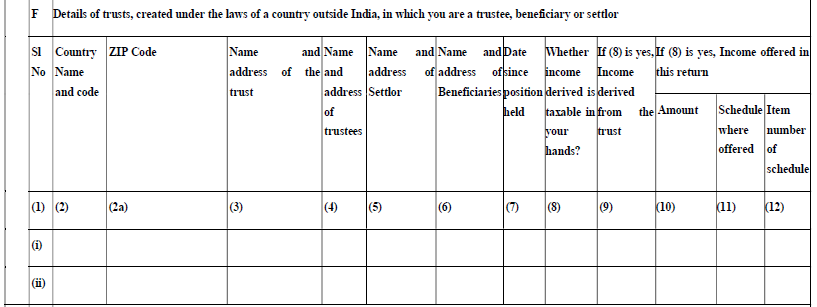 F Details of trusts, created under the laws of a country outside India, in which you are a trustee, beneficiary or settlor
Sl
No
Country
Name
and code
ZIP Code
Name and
address of the
trust
Name
and
address
of
trustees
Name and
address of
Settlor
Name and
address of
Beneficiaries
Date
since
position
held
Whether
income
derived is
taxable in
your
hands?
If (8) is yes,
Income
derived
from the
trust
If (8) is yes, Income offered in
this return
Amount
Schedule
where
offered
Item
number
of
schedule
(1) (2) (2a) (3) (4) (5) (6) (7) (8) (9) (10) (11) (12)
(i)
(ii)